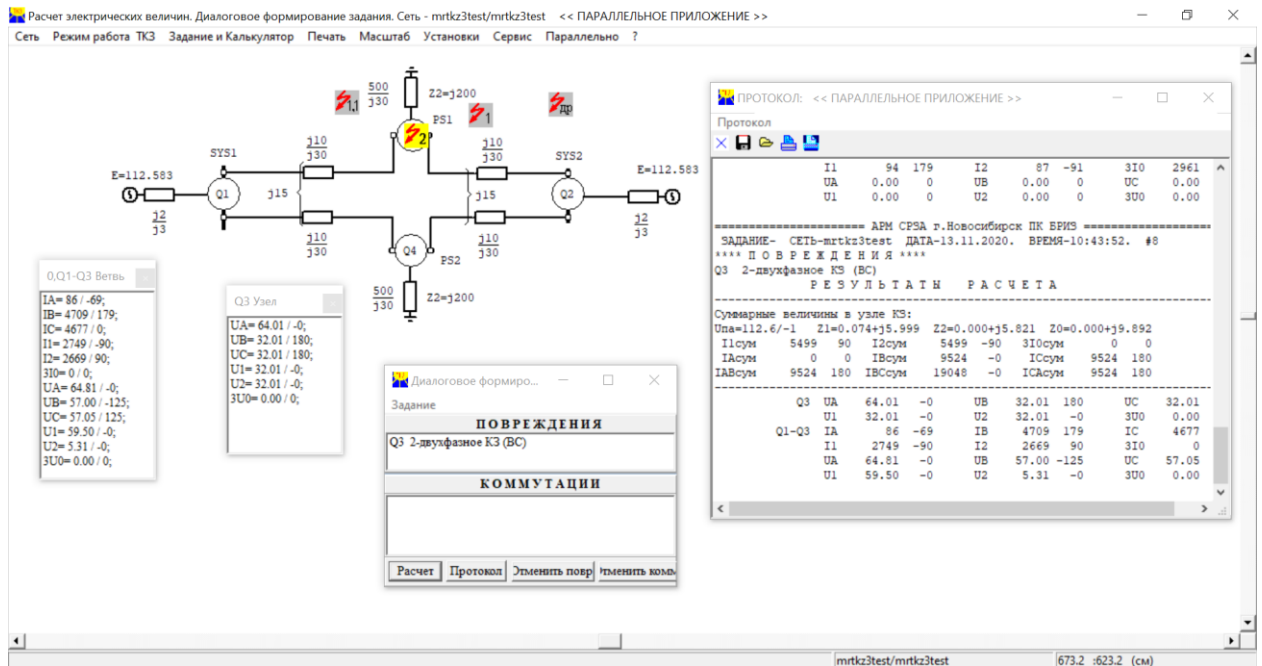 Расчет электрических величин. Диалоговое формирование задания. Сеть - mrtkz3test/mrtkz3test << ПАРАЛЛЕЛЬНОЕ ПРИЛОЖЕНИЕ >>
Сеть Режим работа ТКЗ Задание и Калькулятор Печать Масштаб Установки Сервис Параллельно ?
500
j30
Z2=j200
1,1
PS1
1
др
2
j10
j30
j10
j30
SYS1
SYS2
E=112.583
E=112.583
Q1
j15
j15
Q2
j2
j3
j2
j3
j10
j30
j10
j30
Q4
PS2
500
j30
Z2=j200
0,Q1-Q3 Ветвь
IA= 86 / -69;
IB= 4709 / 179;
IC= 4677 / 0;
I1= 2749 / -90;
I2= 2669 / 90;
3I0= 0 / 0;
UA= 64.81 / -0;
UB= 57.00 / -125;
UC= 57.05 / 125;
U1= 59.50 / -0;
U2= 5.31 / -0;
3U0= 0.00 / 0;
Q3 Узел
UA= 64.01 / -0;
UB= 32.01 / 180;
UC= 32.01 / 180;
U1= 32.01 / -0;
U2= 32.01 / -0;
3U0= 0.00 / 0;
Диалоговое формиро...
Задание
ПОВРЕЖДЕНИЯ
Q3 2-двухфазное КЗ (BC)
КОММУТАЦИИ
Расчет Протокол Отменить повр Отменить комм
ПРОТОКОЛ: << ПАРАЛЛЕЛЬНОЕ ПРИЛОЖЕНИЕ >>
Протокол
I1 94 179 I2 87 -91 3I0 2961
UA 0.00 0 UB 0.00 0 UC 0.00
U1 0.00 0 U2 0.00 0 3U0 0.00
===================== АРМ СРЗА г.Новосибирск ПК БРИЗ =====================
ЗАДАНИЕ- СЕТЬ-mrtkz3test ДАТА-13.11.2020. ВРЕМЯ-10:43:52. #8
**** П О В Р Е Ж Д Е Н И Я ****
Q3 2-двухфазное КЗ (BC)
Р Е З У Л Ь Т А Т Ы Р А С Ч Е Т А
Суммарные величины в узле КЗ:
Uпа=112.6/-1 Z1=0.074+j5.999 Z2=0.000+j5.821 Z0=0.000+j9.892
I1сум 5499 90 I2сум 5499 -90 3I0сум 0 0
IAсум 0 0 IBсум 9524 -0 ICсум 9524 180
IABсум 9524 180 IBCсум 19048 -0 ICAсум 9524 180
Q3 UA 64.01 -0 UB 32.01 180 UC 32.01
U1 32.01 -0 U2 32.01 -0 3U0 0.00
Q1-Q3 IA 86 -69 IB 4709 179 IC 4677
I1 2749 -90 I2 2669 90 3I0 0
UA 64.81 -0 UB 57.00 -125 UC 57.05
U1 59.50 -0 U2 5.31 -0 3U0 0.00
mrtkz3test/mrtkz3test
673.2 :623.2 (см)